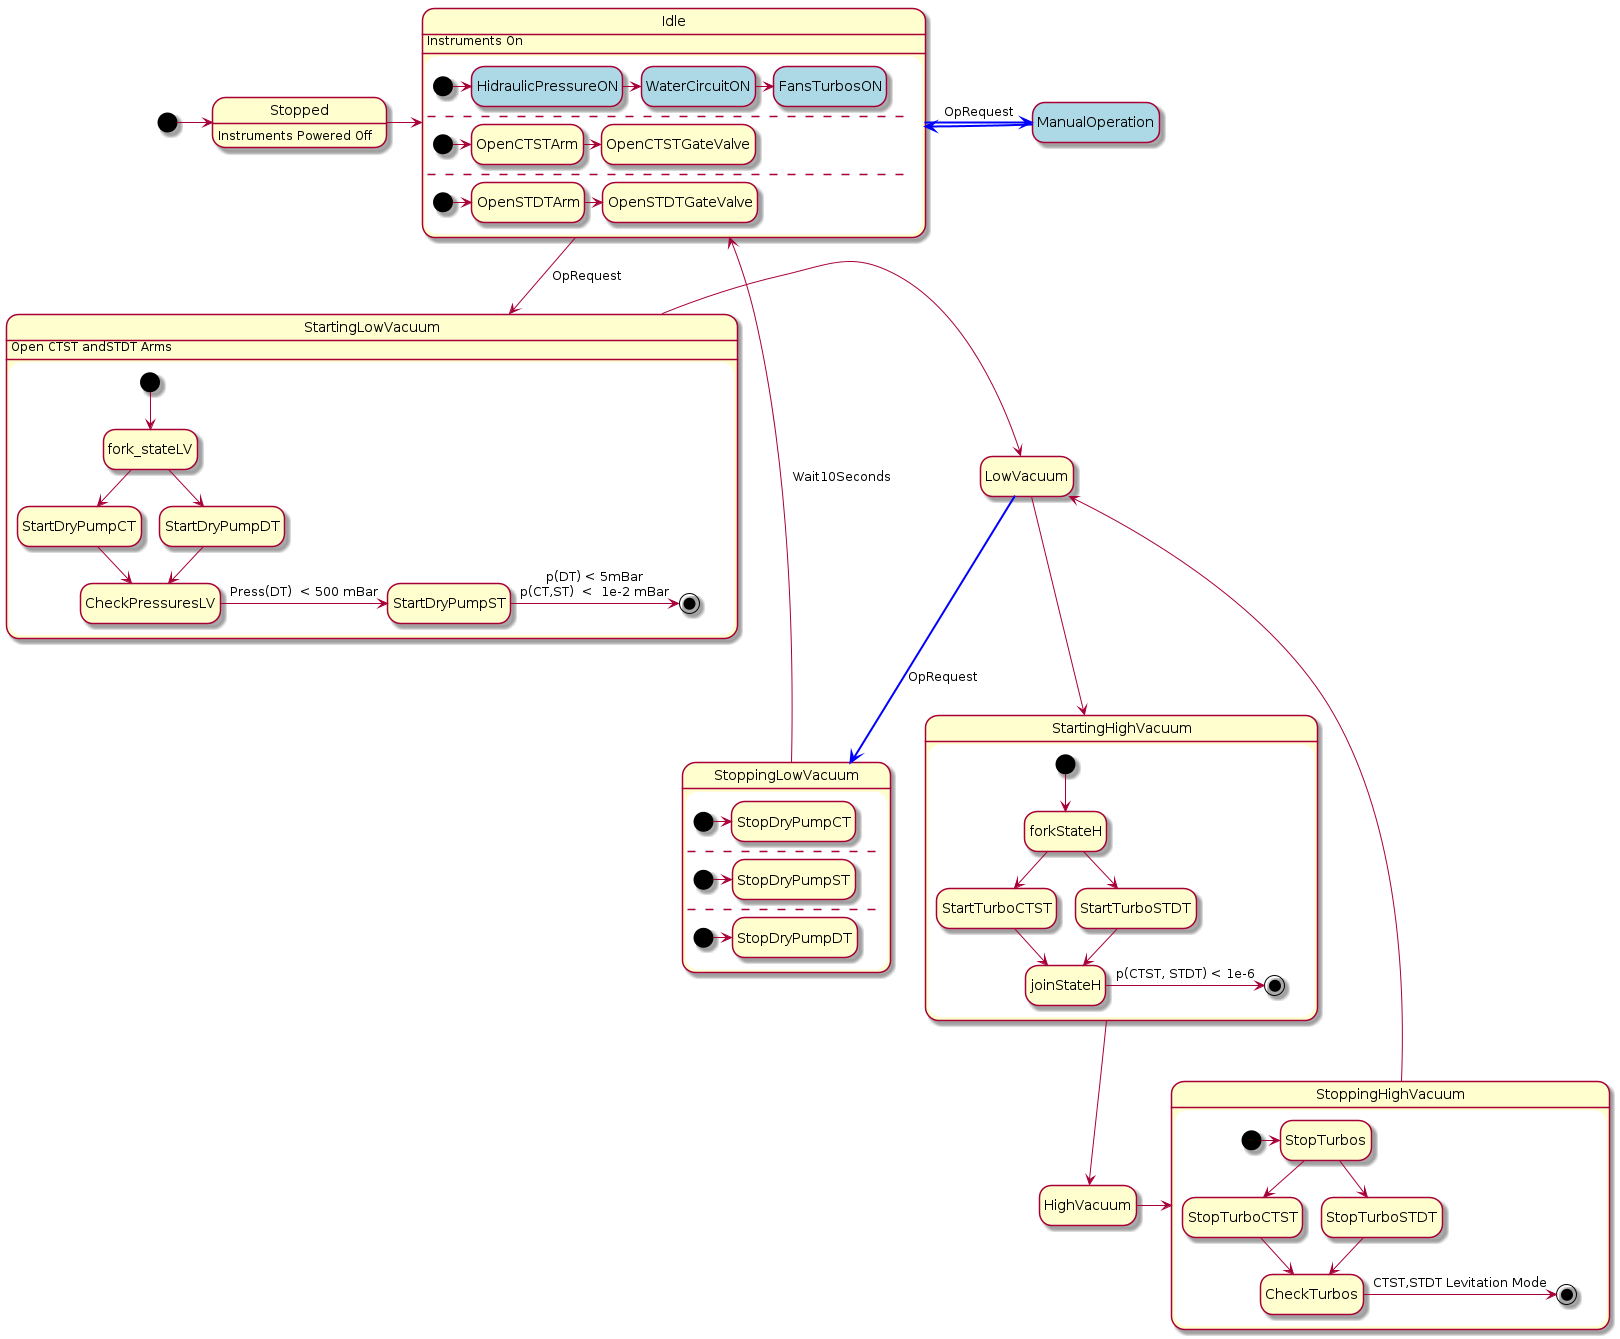 Idle
Instruments On
HidraulicPressureON
WaterCircuitON
FansTurbosON
Stopped
Instruments Powered Off
OpRequest
ManualOperation
OpenCTSTArm
OpenCTSTGateValve
OpenSTDTArm
OpenSTDTGateValve
OpRequest
StartingLowVacuum
Open CTST andSTDT Arms
fork_stateLV
StartDryPumpCT
StartDryPumpDT
CheckPressuresLV
Press(DT)  < 500 mBar
StartDryPumpST
p(DT) < 5mBar
p(CT,ST)  <  1e-2 mBar
Wait10Seconds
LowVacuum
OpRequest
StoppingLowVacuum
StopDryPumpCT
StopDryPumpST
StopDryPumpDT
StartingHighVacuum
forkStateH
StartTurboCTST
StartTurboSTDT
joinStateH
p(CTST, STDT) < 1e-6
HighVacuum
StoppingHighVacuum
StopTurbos
StopTurboCTST
StopTurboSTDT
CheckTurbos
CTST,STDT Levitation Mode